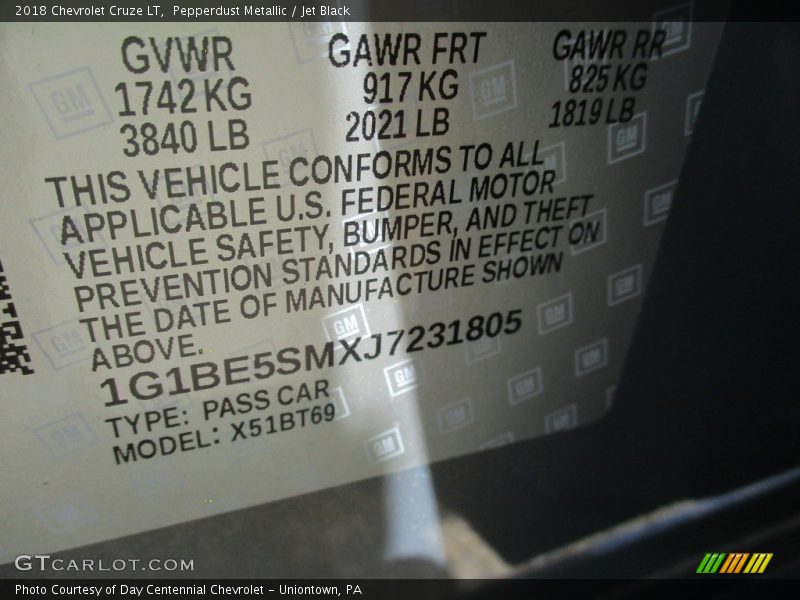 2018 Chevrolet Cruze LT,  Pepperdust Metallic / Jet Black
GVWR GAWR FRT GAWR RR
1742 KG 917 KG 825 KG
3840 LB 2021 LB 1819 LB
THIS VEHICLE CONFORMS TO ALL
APPLICABLE U.S. FEDERAL MOTOR
VEHICLE SAFETY, BUMPER, AND THEFT
PREVENTION STANDARDS IN EFFECT ON
THE DATE OF MANUFACTURE SHOWN
ABOVE.
1G1BE5SMXJ7231805
TYPE: PASS CAR
MODEL: X51BT69
GM
GTCARLOT.COM
Photo Courtesy of Day Centennial Chevrolet - Uniontown, PA